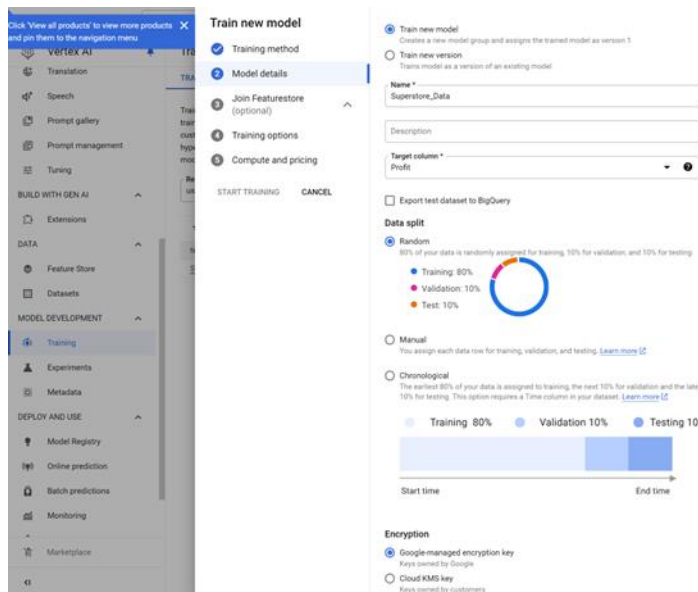 Click 'View all products' to view more products
and pin them to the navigation menu
Vertex AI
Translation
Speech
Prompt gallery
Prompt management
Tuning
BUILD WITH GEN AI
Extensions
DATA
Feature Store
Datasets
MODEL DEVELOPMENT
Training
Experiments
Metadata
DEPLOY AND USE
Model Registry
Online prediction
Batch predictions
Monitoring
Marketplace
Train new model
Training method
2 Model details
3 Join Featurestore
(optional)
4 Training options
5 Compute and pricing
START TRAINING CANCEL
Train new model
Creates a new model group and assigns the trained model as version 1
Train new version
Trains model as a version of an existing model
Name *
Superstore_Data
Description
Target column *
Profit
Export test dataset to BigQuery
Data split
Random
80% of your data is randomly assigned for training, 10% for validation, and 10% for testing
Training: 80%
Validation: 10%
Test: 10%
Manual
You assign each data row for training, validation, and testing. Learn more
Chronological
The earliest 80% of your data is assigned to training, the next 10% for validation and the late
10% for testing. This option requires a Time column in your dataset. Learn more
Training 80% Validation 10% Testing 10
Start time End time
Encryption
Google-managed encryption key
Keys owned by Google
Cloud KMS key
Keys owned by customers